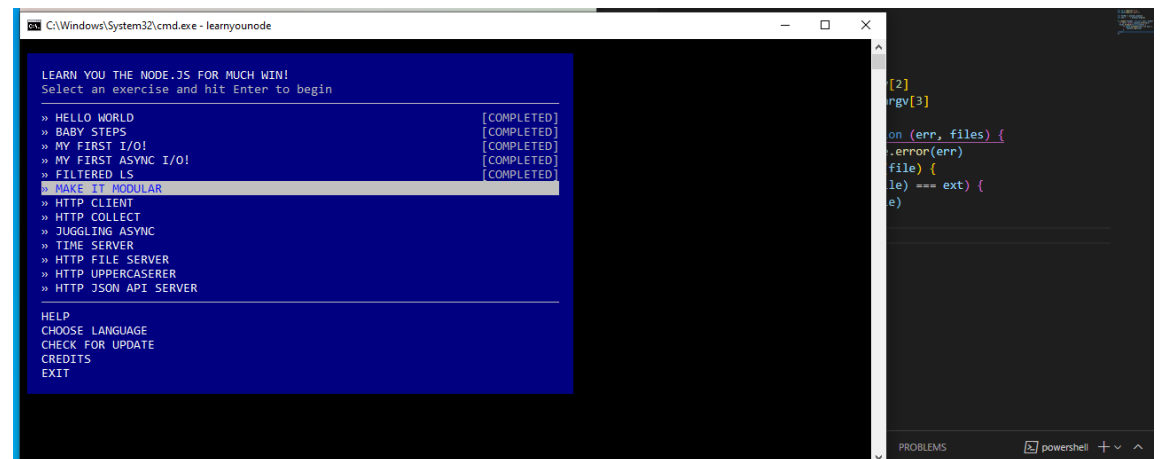 C:\Windows\System32\cmd.exe - learnyounode
LEARN YOU THE NODE.JS FOR MUCH WIN!
Select an exercise and hit Enter to begin
» HELLO WORLD [COMPLETED]
» BABY STEPS [COMPLETED]
» MY FIRST I/O! [COMPLETED]
» MY FIRST ASYNC I/O! [COMPLETED]
» FILTERED LS [COMPLETED]
» MAKE IT MODULAR
» HTTP CLIENT
» HTTP COLLECT
» JUGGLING ASYNC
» TIME SERVER
» HTTP FILE SERVER
» HTTP UPPERCASERER
» HTTP JSON API SERVER
HELP
CHOOSE LANGUAGE
CHECK FOR UPDATE
CREDITS
EXIT
[2]
rgv[3]
on (err, files) {
.error(err)
file) {
le) === ext) {
e)
PROBLEMS
powershell